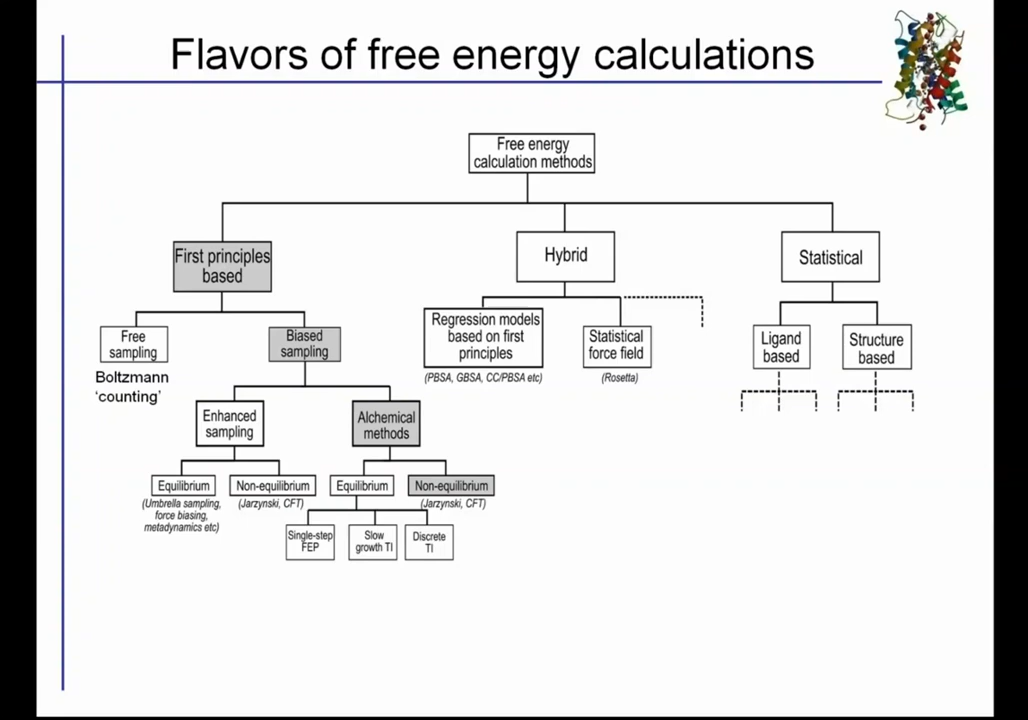 Flavors of free energy calculations
Free energy
calculation methods
First principles
based
Hybrid
Statistical
Free
sampling
Boltzmann
‘counting’
Biased
sampling
Regression models
based on first
principles
(PBSA, GBSA, CC/PBSA etc)
Statistical
force field
(Rosetta)
Ligand
based
Structure
based
Enhanced
sampling
Alchemical
methods
Equilibrium
(Umbrella sampling,
force biasing,
metadynamics etc)
Non-equilibrium
(Jarzynski, CFT)
Equilibrium
Non-equilibrium
(Jarzynski, CFT)
Single-step
FEP
Slow
growth TI
Discrete
TI